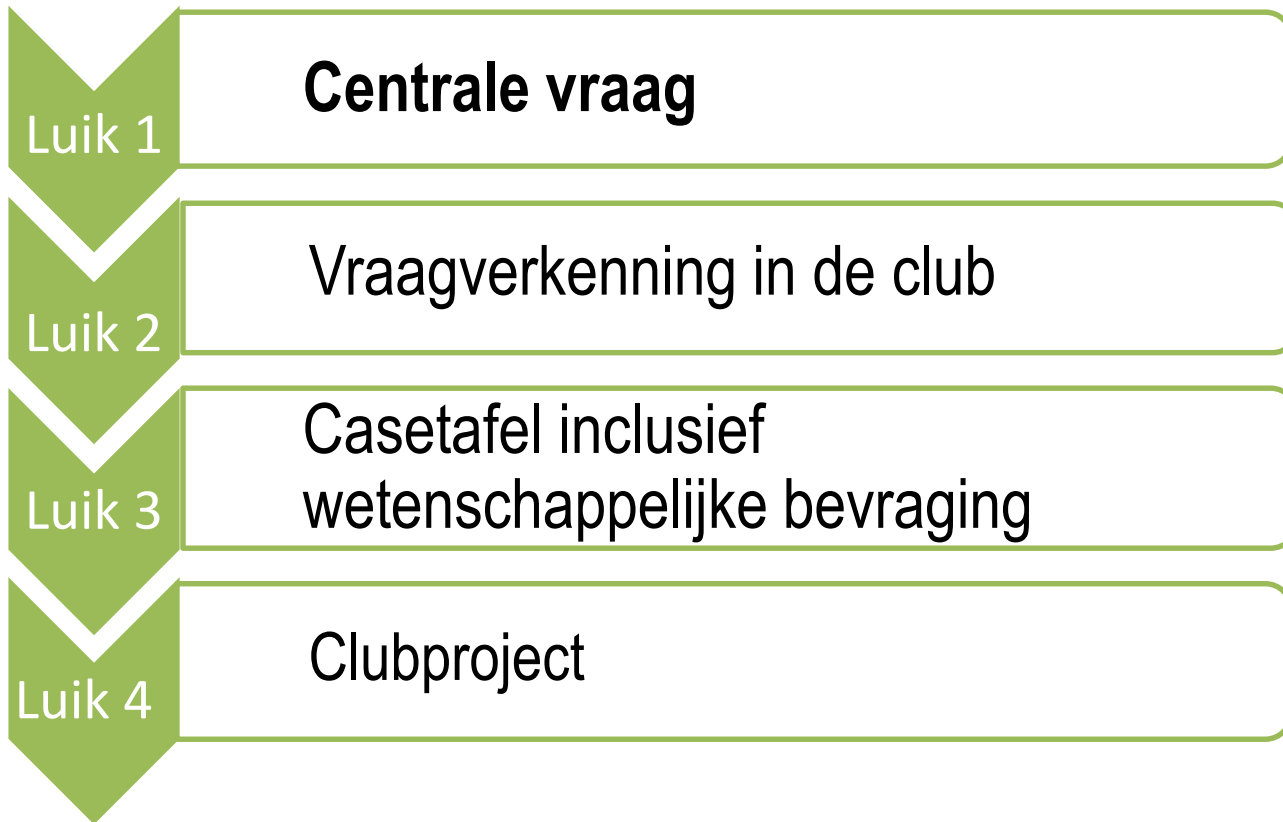 Centrale vraag
Luik 1
Vraagverkenning in de club
Luik 2
Casetafel inclusief
wetenschappelijke bevraging
Luik 3
Clubproject
Luik 4